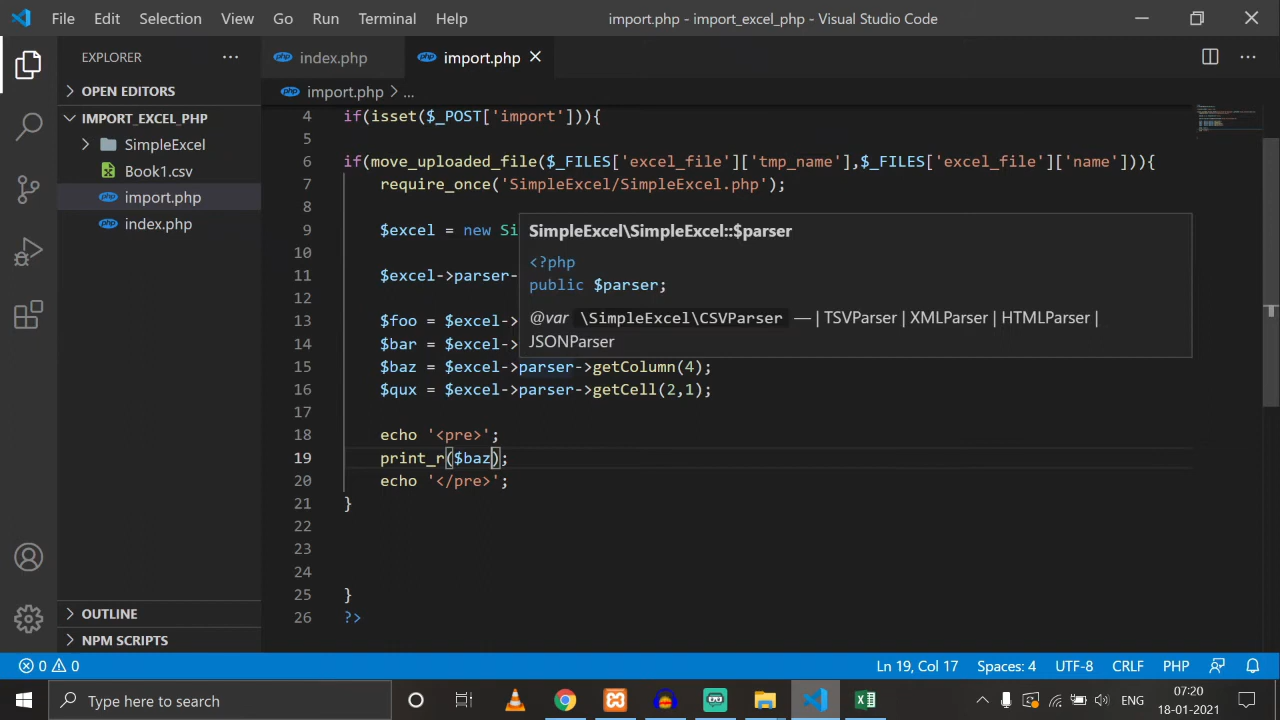 File Edit Selection View Go Run Terminal Help import.php - import_excel_php - Visual Studio Code
EXPLORER ...
index.php import.php
OPEN EDITORS
import.php > ...
IMPORT_EXCEL_PHP
SimpleExcel
Book1.csv
import.php
index.php
4 if(isset($_POST['import'])){
5
6 if(move_uploaded_file($_FILES['excel_file']['tmp_name'],$_FILES['excel_file']['name'])){
7 require_once('SimpleExcel/SimpleExcel.php');
8
9 $excel = new Si
10
11 $excel->parser-
12
13 $foo = $excel->
14 $bar = $excel->
15 $baz = $excel->parser->getColumn(4);
16 $qux = $excel->parser->getCell(2,1);
17
18 echo '<pre>';
19 print_r($baz);
20 echo '</pre>';
21 }
22
23
24
25 }
26 ?>
SimpleExcel\SimpleExcel::$parser
<?php
public $parser;
@var \SimpleExcel\CSVParser — | TSVParser | XMLParser | HTMLParser |
JSONParser
OUTLINE
NPM SCRIPTS
0 0 Ln 19, Col 17 Spaces: 4 UTF-8 CRLF PHP
Type here to search
ENG
07:20
18-01-2021